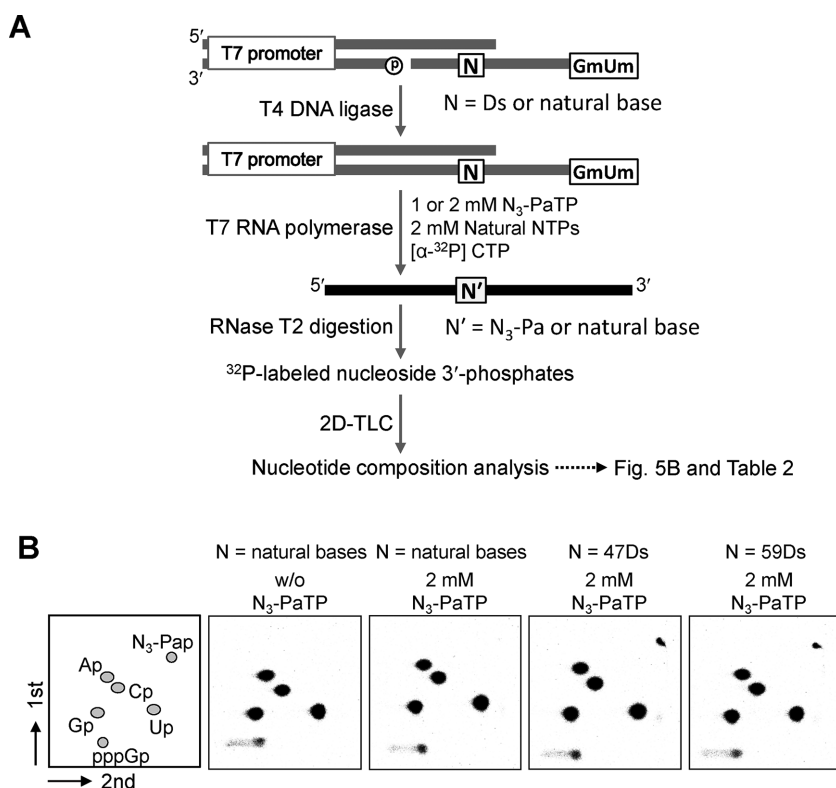 A
5′
T7 promoter
3′
p
N
GmUm
T4 DNA ligase
N = Ds or natural base
T7 promoter
N
GmUm
T7 RNA polymerase
1 or 2 mM N₃-PaTP
2 mM Natural NTPs
[α-³²P] CTP
5′
N′
3′
RNase T2 digestion
N′ = N₃-Pa or natural base
³²P-labeled nucleoside 3′-phosphates
2D-TLC
Nucleotide composition analysis
Fig. 5B and Table 2
B
N = natural bases
w/o
N₃-PaTP
N = natural bases
2 mM
N₃-PaTP
N = 47Ds
2 mM
N₃-PaTP
N = 59Ds
2 mM
N₃-PaTP
N₃-Pap
Ap
Cp
Gp
Up
pppGp
1st
2nd